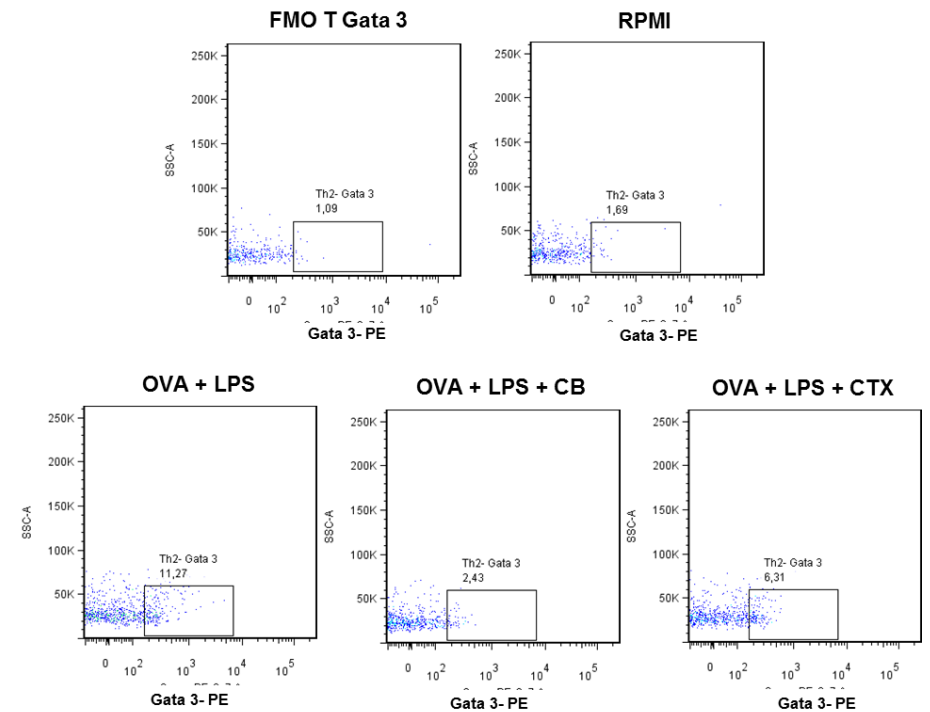 FMO T Gata 3
RPMI
250K
200K
150K
100K
50K
SSC-A
Th2- Gata 3
1,09
0 10² 10³ 10⁴ 10⁵
Gata 3- PE
250K
200K
150K
100K
50K
SSC-A
Th2- Gata 3
1,69
0 10² 10³ 10⁴ 10⁵
Gata 3- PE
OVA + LPS
OVA + LPS + CB
OVA + LPS + CTX
250K
200K
150K
100K
50K
SSC-A
Th2- Gata 3
11,27
0 10² 10³ 10⁴ 10⁵
Gata 3- PE
250K
200K
150K
100K
50K
SSC-A
Th2- Gata 3
2,43
0 10² 10³ 10⁴ 10⁵
Gata 3- PE
250K
200K
150K
100K
50K
SSC-A
Th2- Gata 3
6,31
0 10² 10³ 10⁴ 10⁵
Gata 3- PE